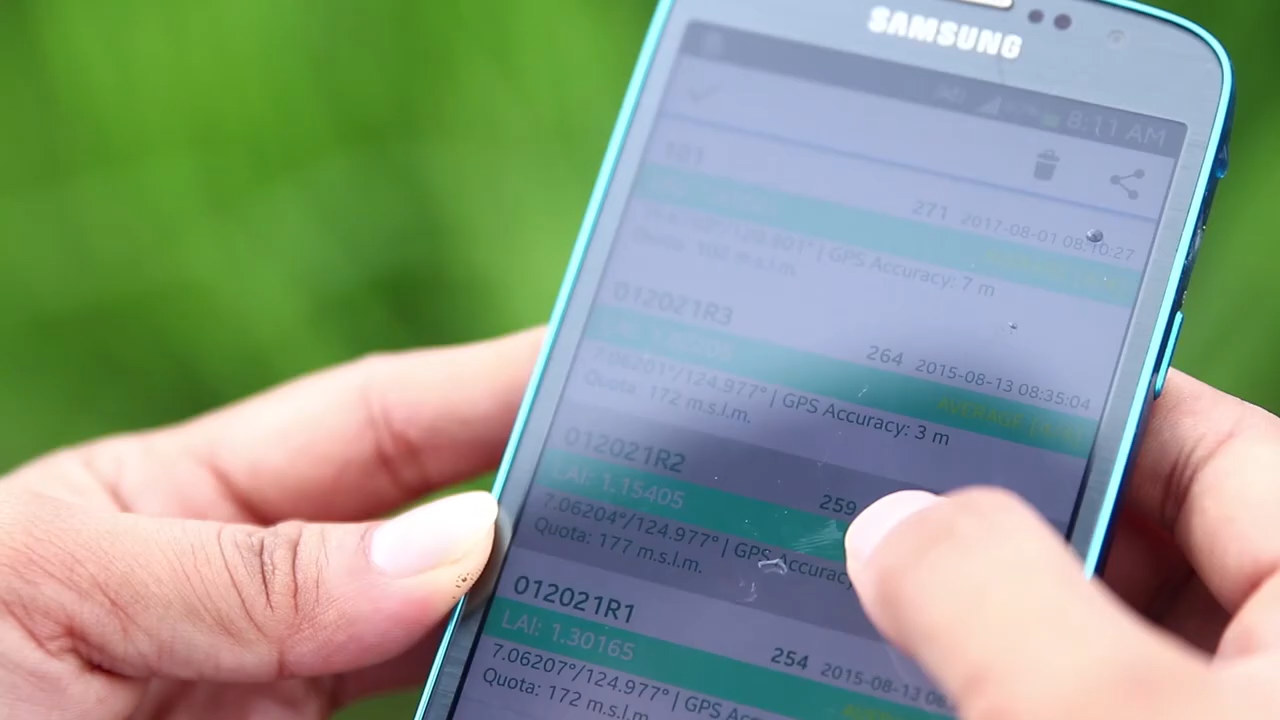 SAMSUNG
8:11 AM
271 2017-08-01 08:10:27
GPS Accuracy: 7 m
012021R3
264 2015-08-13 08:35:04
AVERAGE
7.06201°/124.977° | GPS Accuracy: 3 m
Quota: 172 m.s.l.m.
012021R2
259
LAI: 1.15405
7.06204°/124.977° | GPS Accuracy
Quota: 177 m.s.l.m.
012021R1
254 2015-08-13
LAI: 1.30165
7.06207°/124.977° | GPS
Quota: 172 m.s.l.m.